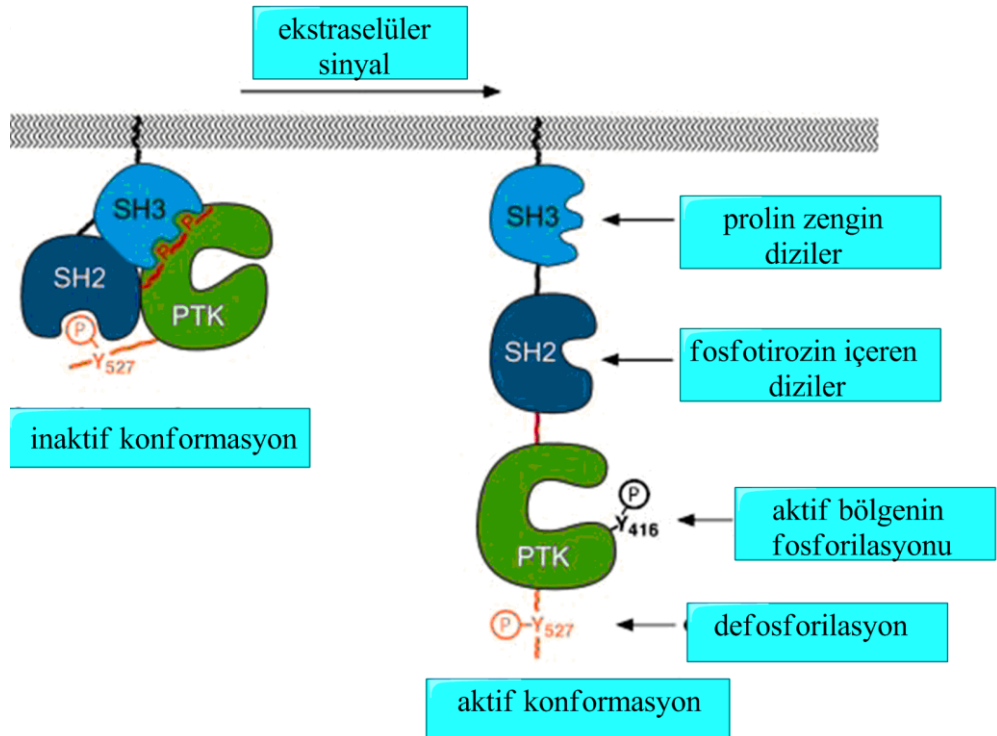 ekstraselüler
sinyal
SH3
P
P
SH2
PTK
P
Y527
inaktif konformasyon
SH3
prolin zengin
diziler
SH2
fosfotirozin içeren
diziler
P
Y416
PTK
aktif bölgenin
fosforilasyonu
P-Y527
defosforilasyon
aktif konformasyon